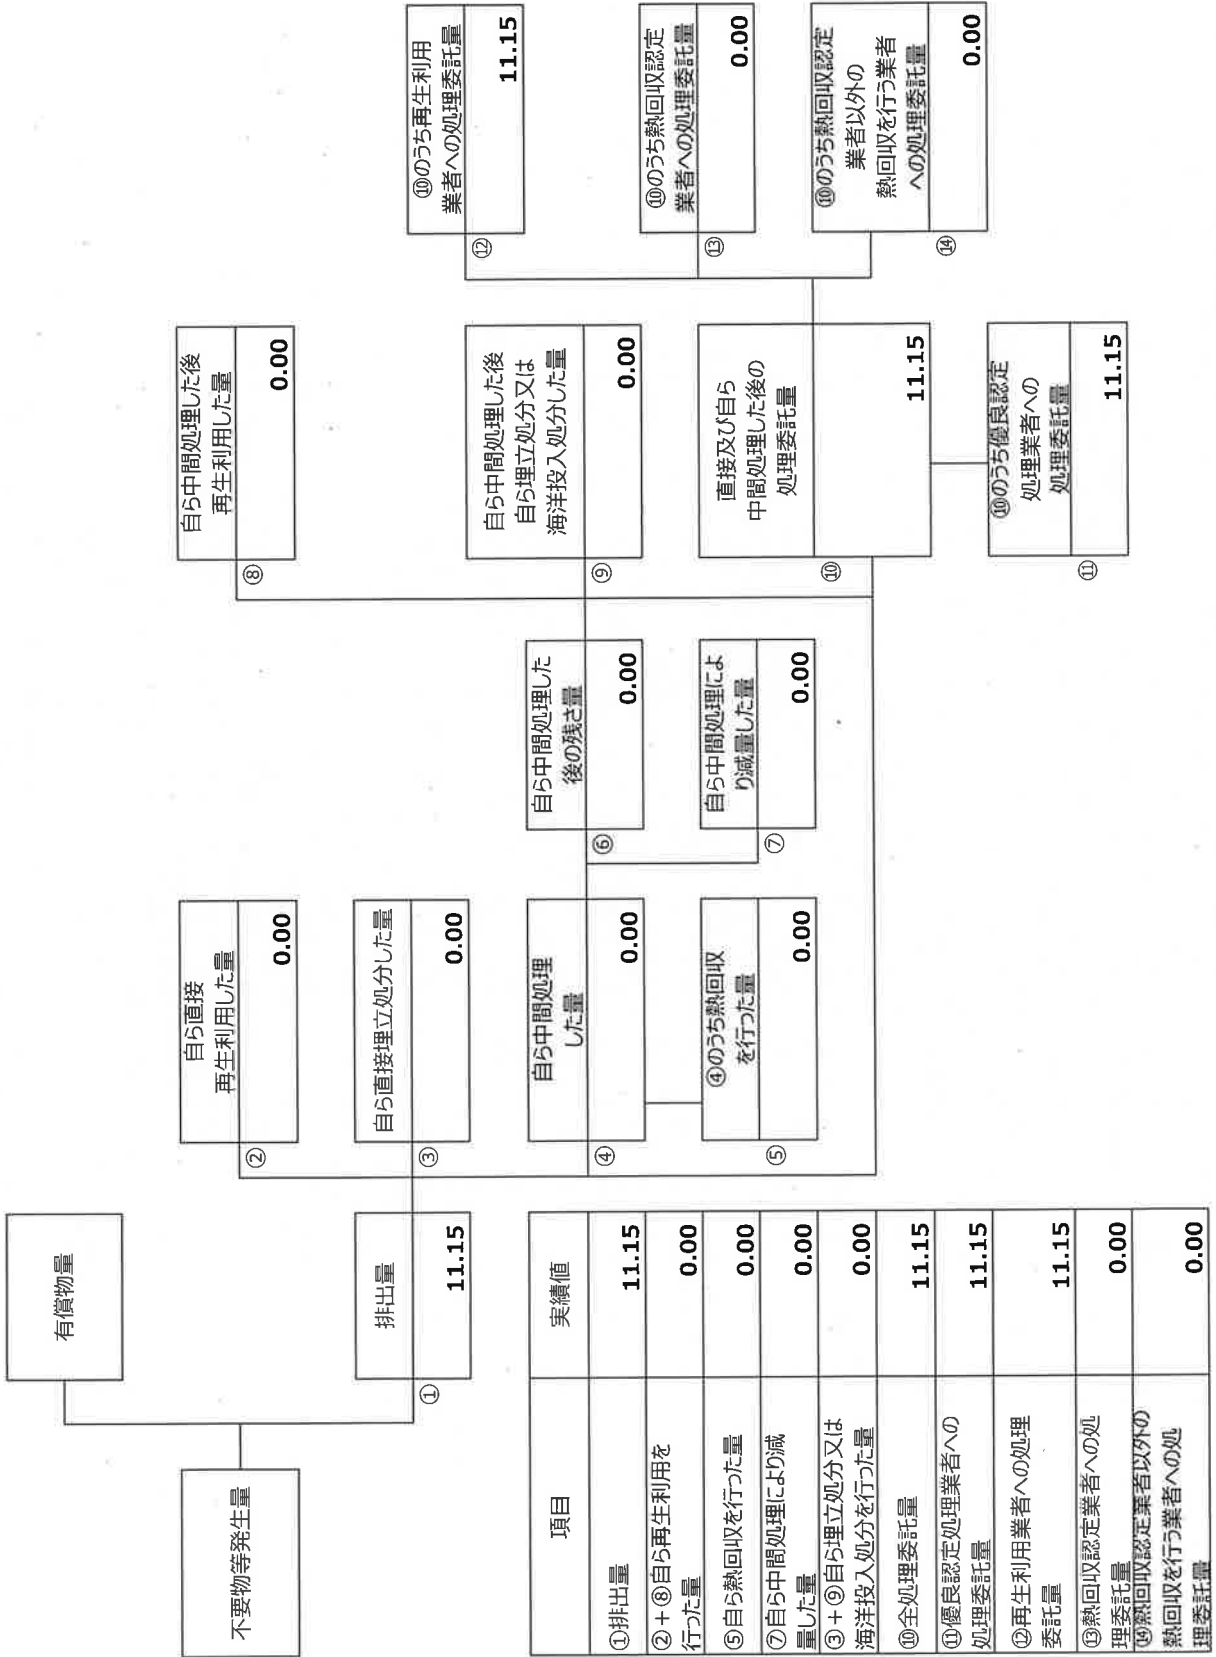 不要物等発生量
有償物量
①
排出量
11.15
②
自ら直接
再生利用した量
0.00
③
自ら直接埋立処分した量
0.00
④
自ら中間処理
した量
0.00
⑤
④のうち熱回収
を行った量
0.00
⑥
自ら中間処理した
後の残さ量
0.00
⑦
自ら中間処理によ
り減量した量
0.00
⑧
自ら中間処理した後
再生利用した量
0.00
⑨
自ら中間処理した後
自ら埋立処分又は
海洋投入処分した量
0.00
⑩
直接及び自ら
中間処理した後の
処理委託量
11.15
⑪
⑩のうち優良認定
処理業者への
処理委託量
11.15
⑫
⑩のうち再生利用
業者への処理委託量
11.15
⑬
⑩のうち熱回収認定
業者への処理委託量
0.00
⑭
⑩のうち熱回収認定
業者以外の
熱回収を行う業者
への処理委託量
0.00
項目 実績値
①排出量 11.15
②+⑧自ら再生利用を
行った量 0.00
⑤自ら熱回収を行った量 0.00
⑦自ら中間処理により減
量した量 0.00
③+⑨自ら埋立処分又は
海洋投入処分を行った量 0.00
⑩全処理委託量 11.15
⑪優良認定処理業者への
処理委託量 11.15
⑫再生利用業者への処理
委託量 11.15
⑬熱回収認定業者への処
理委託量 0.00
⑭熱回収認定業者以外の
熱回収を行う業者への処
理委託量 0.00